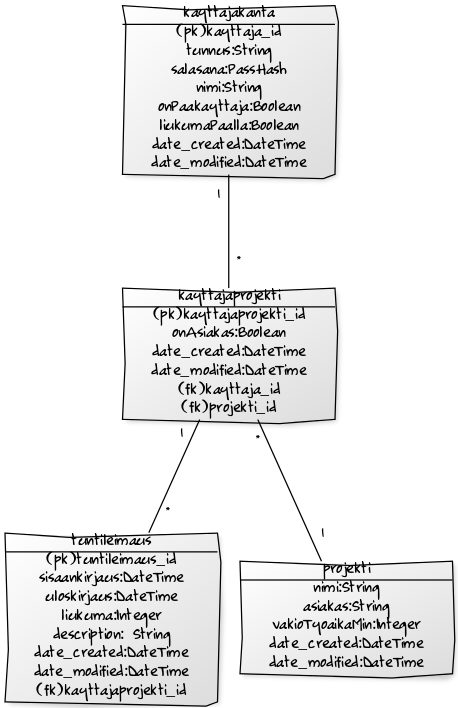 kayttajakanta
(pk)kayttaja_id
tunnus:String
salasana:PassHash
nimi:String
onPaakayttaja:Boolean
liukumaPaalla:Boolean
date_created:DateTime
date_modified:DateTime
1
*
kayttajaprojekti
(pk)kayttajaprojekti_id
onAsiakas:Boolean
date_created:DateTime
date_modified:DateTime
(fk)kayttaja_id
(fk)projekti_id
1
*
*
1
tuntileimaus
(pk)tuntileimaus_id
sisaankirjaus:DateTime
uloskirjaus:DateTime
liukuma:Integer
description: String
date_created:DateTime
date_modified:DateTime
(fk)kayttajaprojekti_id
projekti
nimi:String
asiakas:String
vakioTyoaikaMin:Integer
date_created:DateTime
date_modified:DateTime